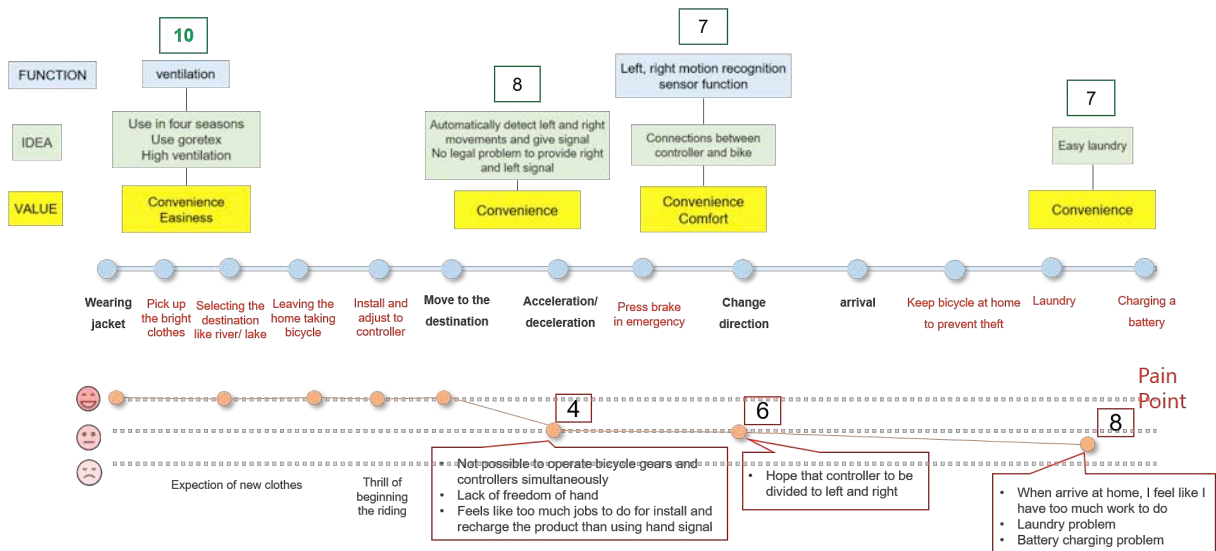 10
7
8
7
FUNCTION
ventilation
Left, right motion recognition
sensor function
IDEA
Use in four seasons
Use goretex
High ventilation
Automatically detect left and right
movements and give signal
No legal problem to provide right
and left signal
Connections between
controller and bike
Easy laundry
VALUE
Convenience
Easiness
Convenience
Convenience
Comfort
Convenience
Wearing
jacket
Pick up
the bright
clothes
Selecting the
destination
like river/ lake
Leaving the
home taking
bicycle
Install and
adjust to
controller
Move to the
destination
Acceleration/
deceleration
Press brake
in emergency
Change
direction
arrival
Keep bicycle at home
to prevent theft
Laundry
Charging a
battery
Pain
Point
4
6
8
Expection of new clothes
Thrill of
beginning
the riding
• Not possible to operate bicycle gears and
controllers simultaneously
• Lack of freedom of hand
• Feels like too much jobs to do for install and
recharge the product than using hand signal
• Hope that controller to be
divided to left and right
• When arrive at home, I feel like I
have too much work to do
• Laundry problem
• Battery charging problem